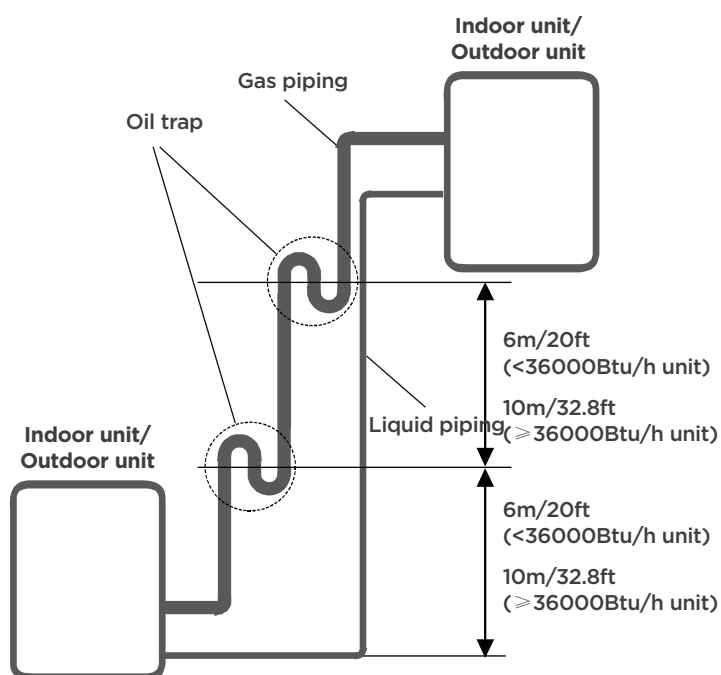 Indoor unit/
Outdoor unit
Gas piping
Oil trap
6m/20ft
(<36000Btu/h unit)
10m/32.8ft
(⩾36000Btu/h unit)
Liquid piping
Indoor unit/
Outdoor unit
6m/20ft
(<36000Btu/h unit)
10m/32.8ft
(⩾36000Btu/h unit)